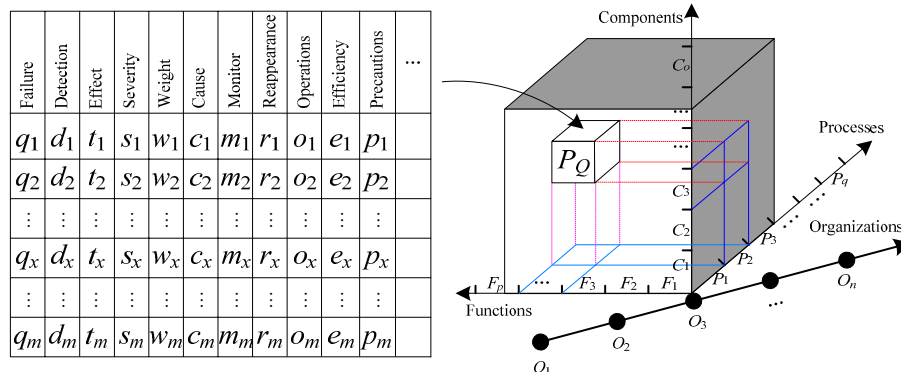 Failure Detection Effect Severity Weight Cause Monitor Reappearance Operations Efficiency Precautions ...
q1 d1 t1 s1 w1 c1 m1 r1 o1 e1 p1
q2 d2 t2 s2 w2 c2 m2 r2 o2 e2 p2
⋮ ⋮ ⋮ ⋮ ⋮ ⋮ ⋮ ⋮ ⋮ ⋮ ⋮
qx dx tx sx wx cx mx rx ox ex px
⋮ ⋮ ⋮ ⋮ ⋮ ⋮ ⋮ ⋮ ⋮ ⋮ ⋮
qm dm tm sm wm cm mm rm om em pm
Components
Co
...
...
C3
C2
C1
PQ
Processes
Pq
...
P3
P2
P1
Organizations
Fp ... F3 F2 F1
Functions
O1
O2
O3
...
On